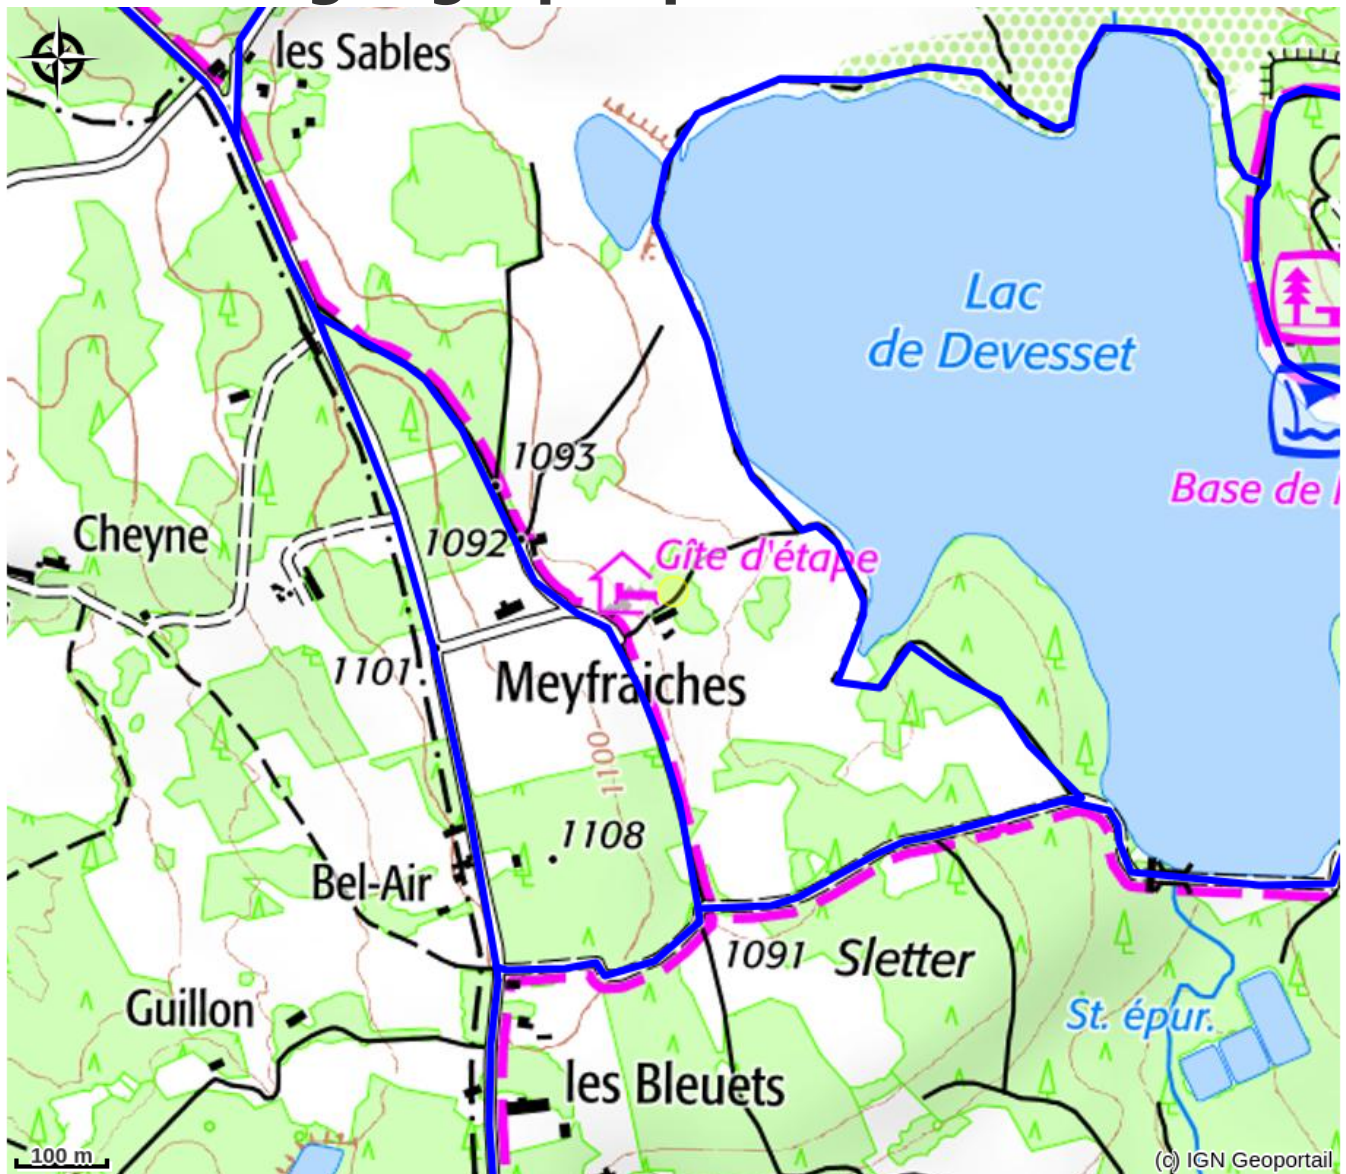 les Sables
Lac
de Devesset
1093
Base de
Cheyne
1092
Gîte d'étape
1101
Meyfraiches
1100
1108
Bel-Air
1091
Sletter
Guillon
St. épur.
les Bleuets
100 m
(c) IGN Geoportail